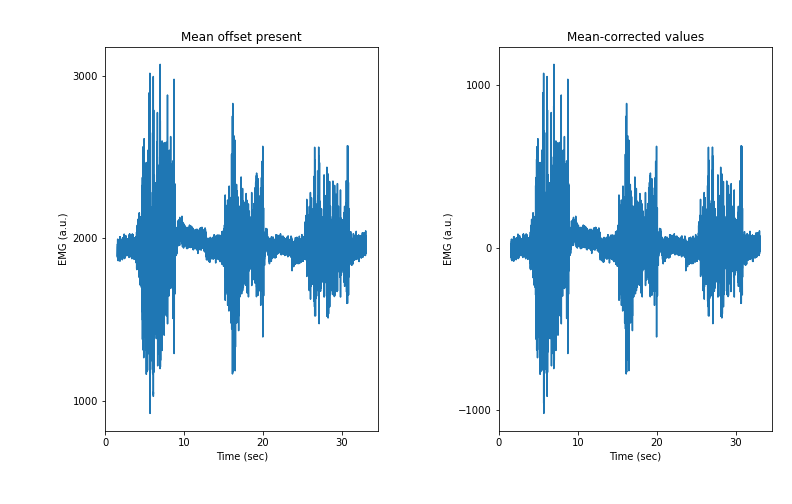 Mean offset present
3000
2000
1000
EMG (a.u.)
0 10 20 30
Time (sec)
Mean-corrected values
1000
0
−1000
EMG (a.u.)
0 10 20 30
Time (sec)